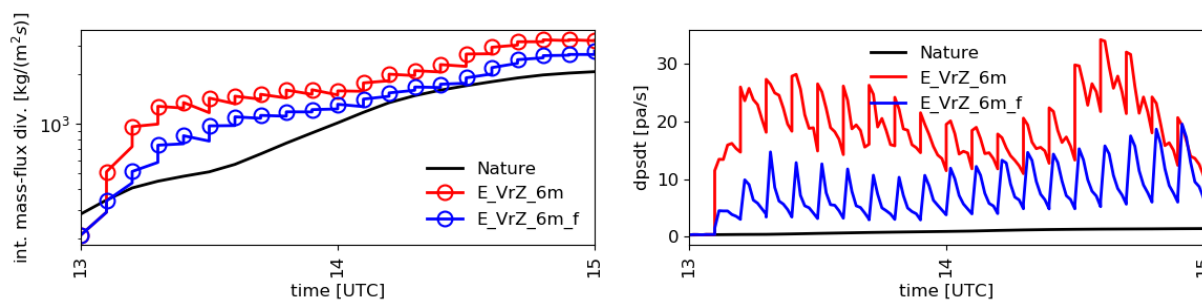 int. mass-flux div. [kg/(m²s)]
10³
Nature
E_VrZ_6m
E_VrZ_6m_f
13
14
15
time [UTC]
dpsdt [pa/s]
30
20
10
0
Nature
E_VrZ_6m
E_VrZ_6m_f
13
14
15
time [UTC]